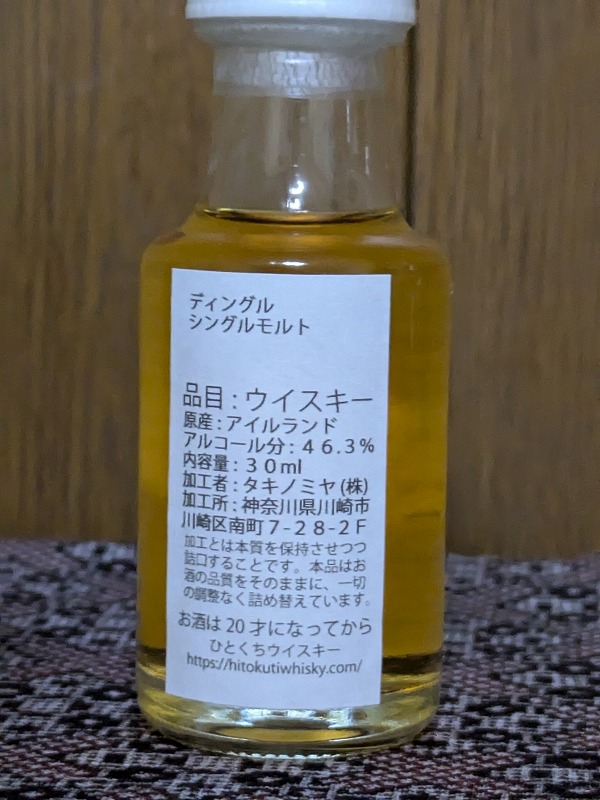 ディングル
シングルモルト
品目：ウイスキー
原産：アイルランド
アルコール分：４６.３％
内容量：３０ml
加工者：タキノミヤ(株)
加工所：神奈川県川崎市
川崎区南町７-２８-２Ｆ
加工とは本質を保持させつつ
詰口することです。本品はお
酒の品質をそのままに、一切
の調整なく詰め替えています。
お酒は20才になってから
ひとくちウイスキー
https://hitokutiwhisky.com/